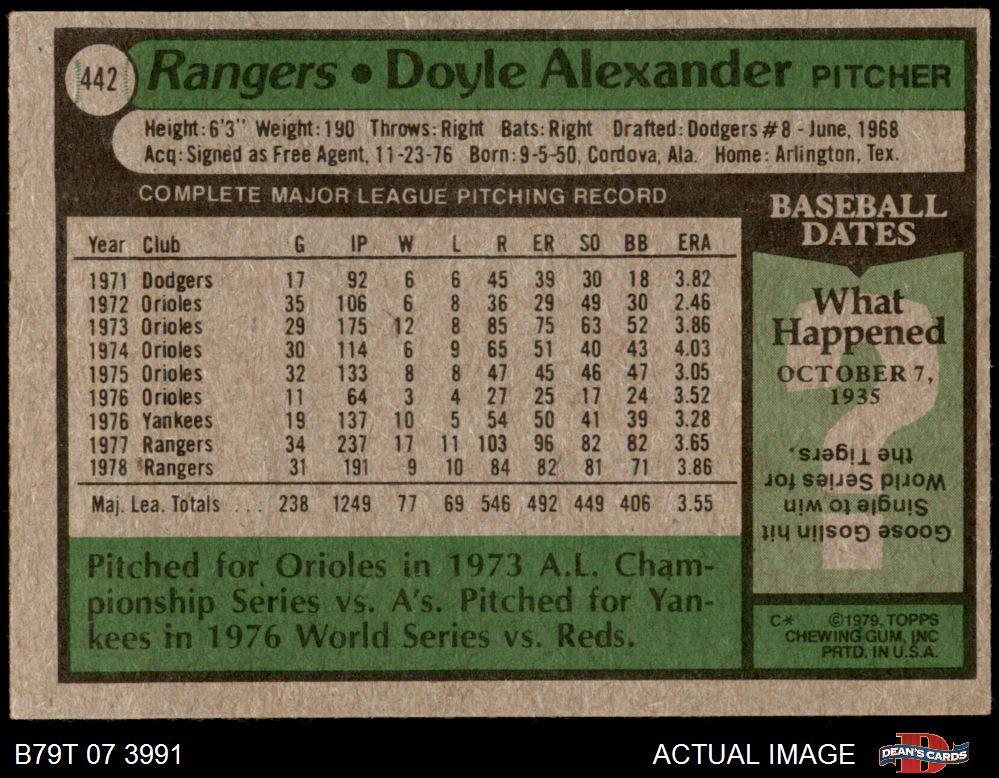 442 Rangers • Doyle Alexander PITCHER
Height: 6'3" Weight: 190 Throws: Right Bats: Right Drafted: Dodgers #8 - June, 1968
Acq: Signed as Free Agent, 11-23-76 Born: 9-5-50, Cordova, Ala. Home: Arlington, Tex.
COMPLETE MAJOR LEAGUE PITCHING RECORD
Year Club G IP W L R ER SO BB ERA
1971 Dodgers 17 92 6 6 45 39 30 18 3.82
1972 Orioles 35 106 6 8 36 29 49 30 2.46
1973 Orioles 29 175 12 8 85 75 63 52 3.86
1974 Orioles 30 114 6 9 65 51 40 43 4.03
1975 Orioles 32 133 8 8 47 45 46 47 3.05
1976 Orioles 11 64 3 4 27 25 17 24 3.52
1976 Yankees 19 137 10 5 54 50 41 39 3.28
1977 Rangers 34 237 17 11 103 96 82 82 3.65
1978 Rangers 31 191 9 10 84 82 81 71 3.86
Maj. Lea. Totals ... 238 1249 77 69 546 492 449 406 3.55
Pitched for Orioles in 1973 A.L. Cham-
pionship Series vs. A's. Pitched for Yan-
kees in 1976 World Series vs. Reds.
BASEBALL
DATES
What
Happened
OCTOBER 7,
1935
?
Goose Goslin hit
Single to win
World Series for
the Tigers.
C* ©1979, TOPPS
CHEWING GUM, INC
PRTD. IN U.S.A.
B79T 07 3991
ACTUAL IMAGE
D
DEAN'S CARDS